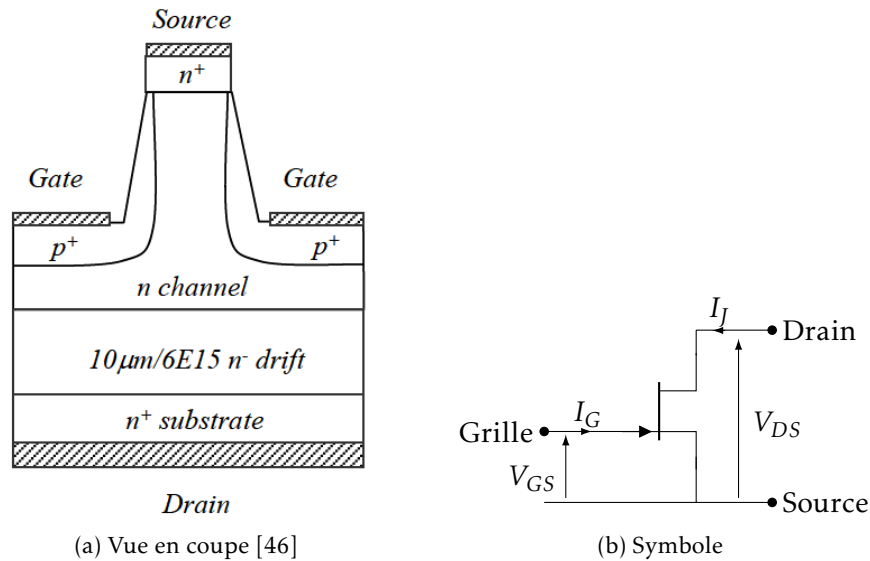 Source
n+
Gate
Gate
p+
p+
n channel
10μm/6E15 n- drift
n+ substrate
Drain
(a) Vue en coupe [46]
I_J
Drain
I_G
Grille
V_DS
V_GS
Source
(b) Symbole